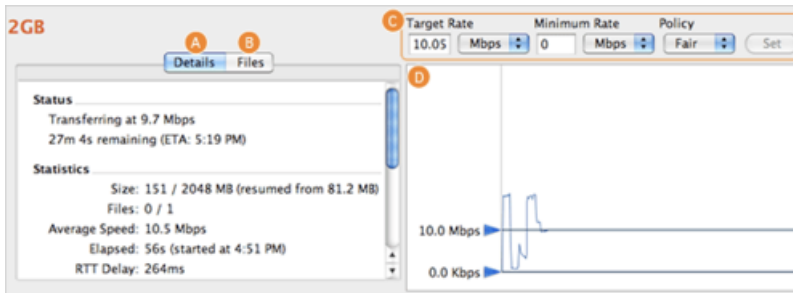 2GB
A B
Details Files
Status
Transferring at 9.7 Mbps
27m 4s remaining (ETA: 5:19 PM)
Statistics
Size: 151 / 2048 MB (resumed from 81.2 MB)
Files: 0 / 1
Average Speed: 10.5 Mbps
Elapsed: 56s (started at 4:51 PM)
RTT Delay: 264ms
C Target Rate Minimum Rate Policy
10.05 Mbps 0 Mbps Fair Set
D
10.0 Mbps
0.0 Kbps